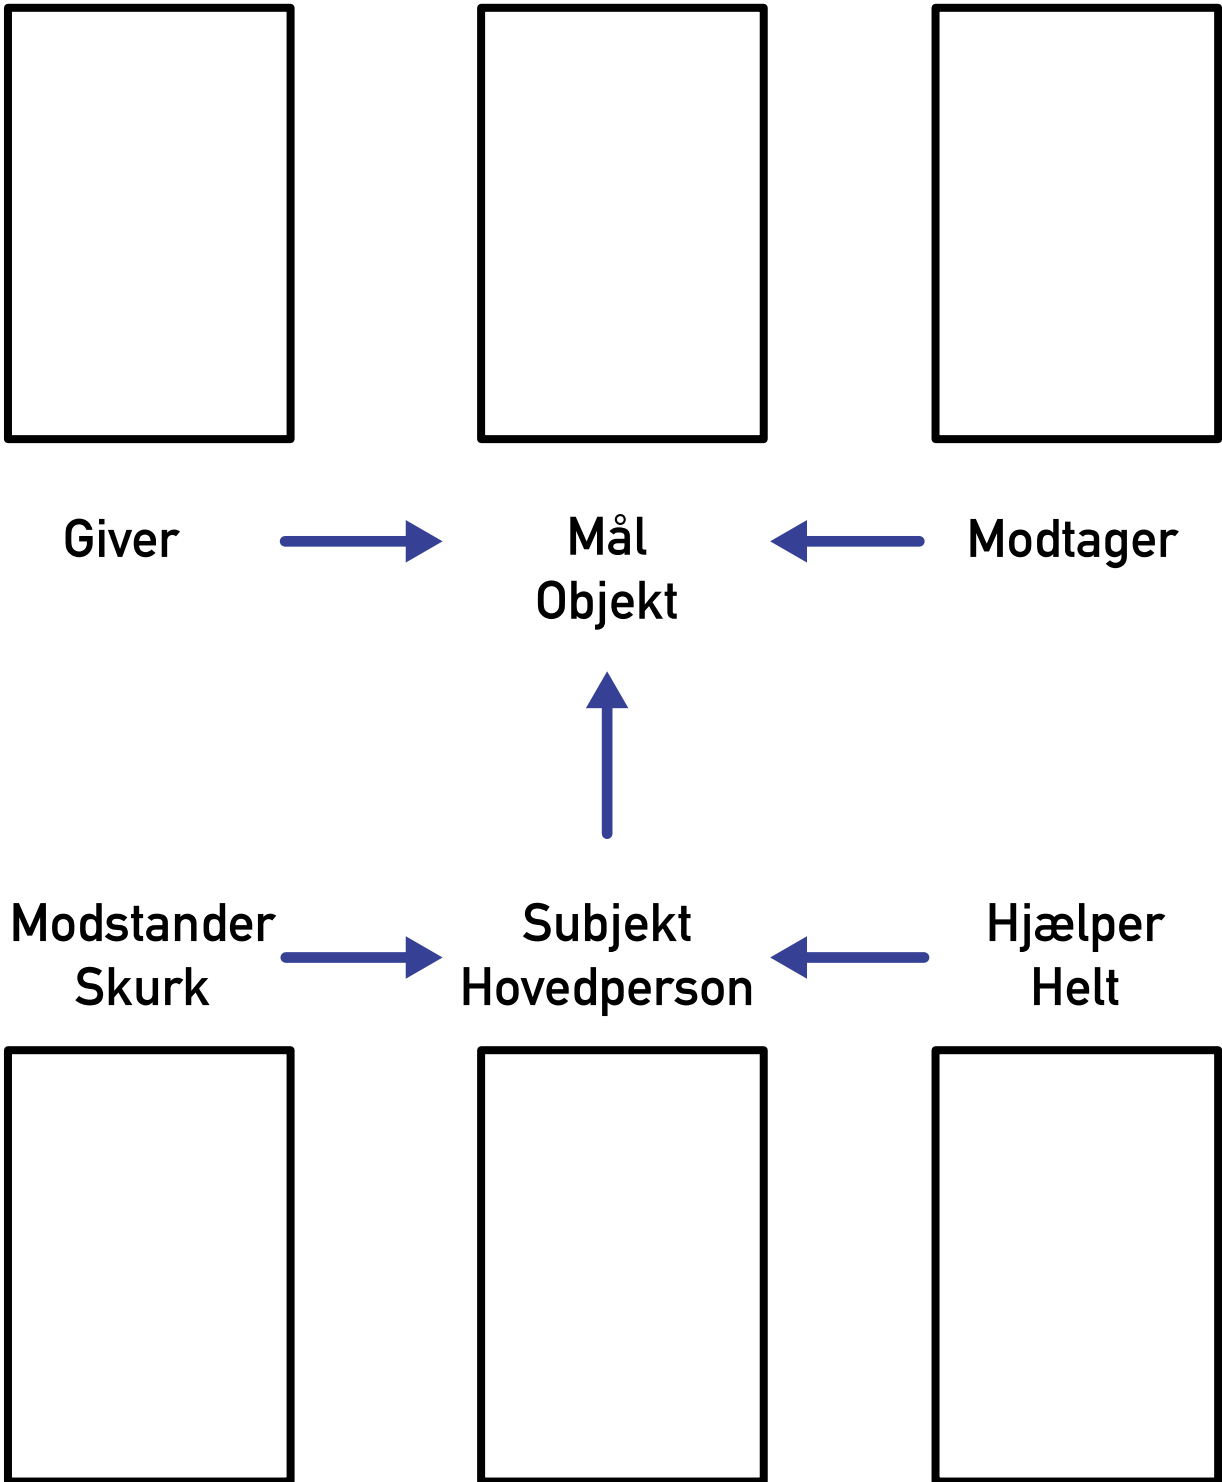 Giver
Mål
Objekt
Modtager
Modstander
Skurk
Subjekt
Hovedperson
Hjælper
Helt